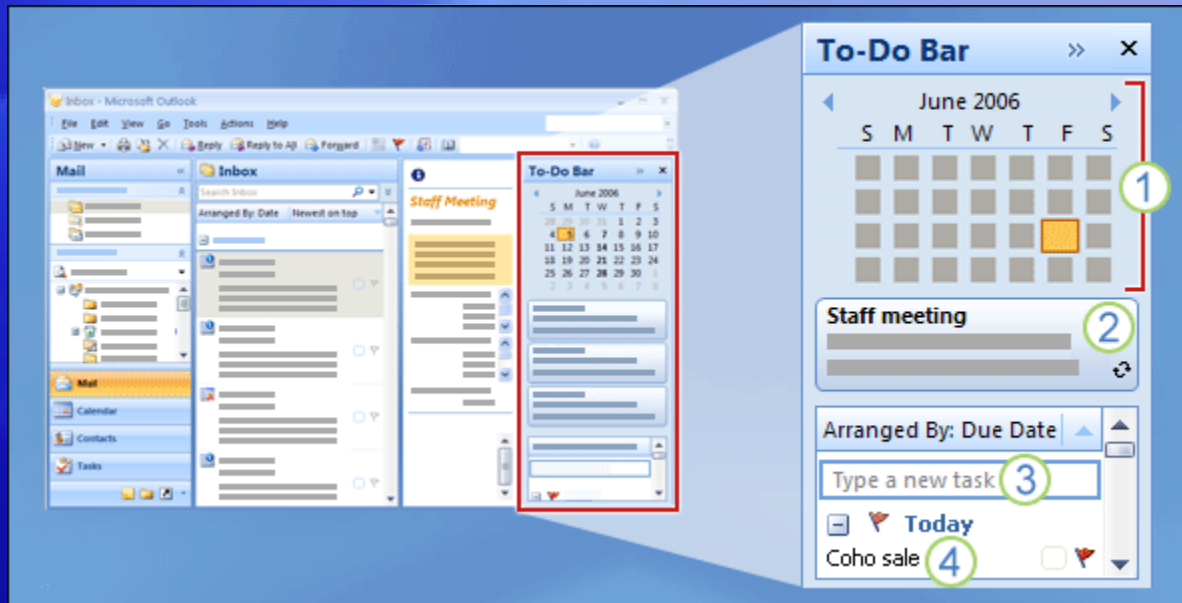 Inbox - Microsoft Outlook
File Edit View Go Tools Actions Help
New Reply Reply to All Forward
Mail
Inbox
Search Inbox
Arranged By: Date Newest on top
Mail
Calendar
Contacts
Tasks
Staff Meeting
To-Do Bar
June 2006
S M T W T F S
28 29 30 31 1 2 3
4 5 6 7 8 9 10
11 12 13 14 15 16 17
18 19 20 21 22 23 24
25 26 27 28 29 30 1
2 3 4 5 6 7 8
To-Do Bar
June 2006
S M T W T F S
1
Staff meeting
2
Arranged By: Due Date
Type a new task
3
Today
Coho sale
4